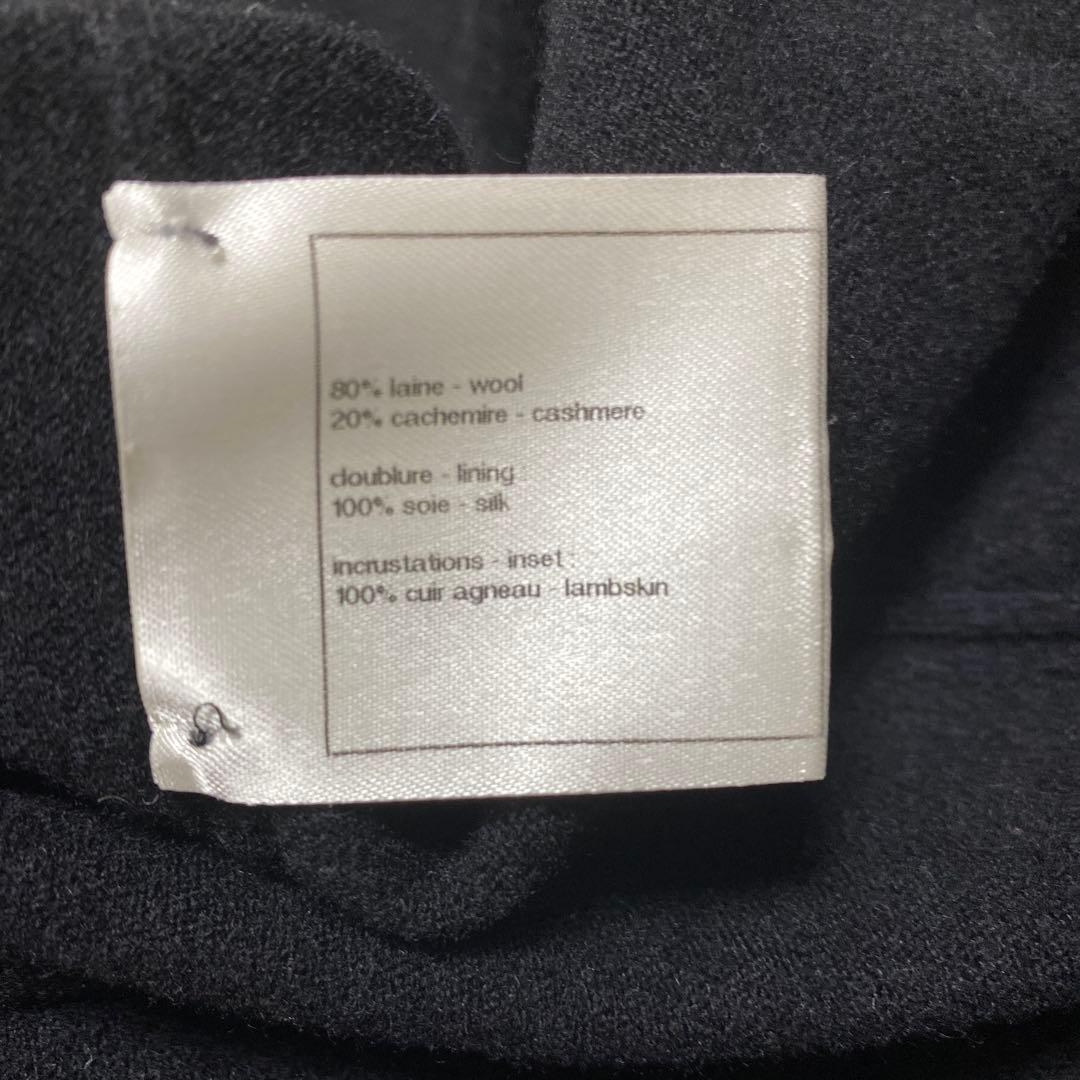 80% laine - wool
20% cachemire - cashmere
doublure - lining :
100% soie - silk
incrustations - inset :
100% cuir agneau - lambskin